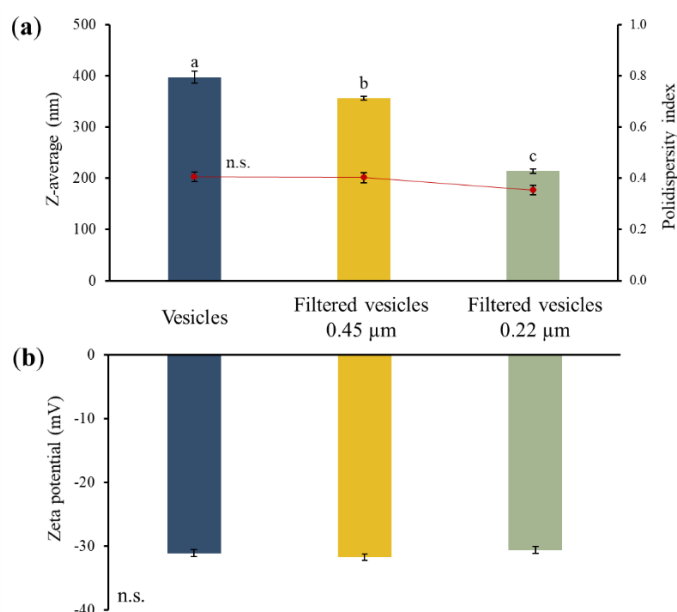 (a)
500
400
300
200
100
0
Z-average (nm)
a
b
c
n.s.
1.0
0.8
0.6
0.4
0.2
0.0
Polidispersity index
Vesicles
Filtered vesicles
0.45 µm
Filtered vesicles
0.22 µm
(b)
0
-10
-20
-30
-40
Zeta potential (mV)
n.s.